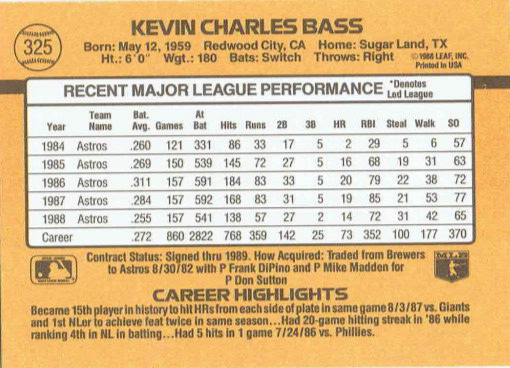 325
KEVIN CHARLES BASS
Born: May 12, 1959 Redwood City, CA Home: Sugar Land, TX
Ht.: 6'0" Wgt.: 180 Bats: Switch Throws: Right
©1988 LEAF, INC.
Printed in USA
RECENT MAJOR LEAGUE PERFORMANCE *Denotes Led League
Year Team Name Bat. Avg. Games At Bat Hits Runs 2B 3B HR RBI Steal Walk SO
1984 Astros .260 121 331 86 33 17 5 2 29 5 6 57
1985 Astros .269 150 539 145 72 27 5 16 68 19 31 63
1986 Astros .311 157 591 184 83 33 5 20 79 22 38 72
1987 Astros .284 157 592 168 83 31 5 19 85 21 53 77
1988 Astros .255 157 541 138 57 27 2 14 72 31 42 65
Career .272 860 2822 768 359 142 25 73 352 100 177 370
Contract Status: Signed thru 1989. How Acquired: Traded from Brewers
to Astros 8/30/82 with P Frank DiPino and P Mike Madden for
P Don Sutton
MLB
CAREER HIGHLIGHTS
Became 15th player in history to hit HRs from each side of plate in same game 8/3/87 vs. Giants
and 1st NLer to achieve feat twice in same season...Had 20-game hitting streak in '86 while
ranking 4th in NL in batting...Had 5 hits in 1 game 7/24/86 vs. Phillies.